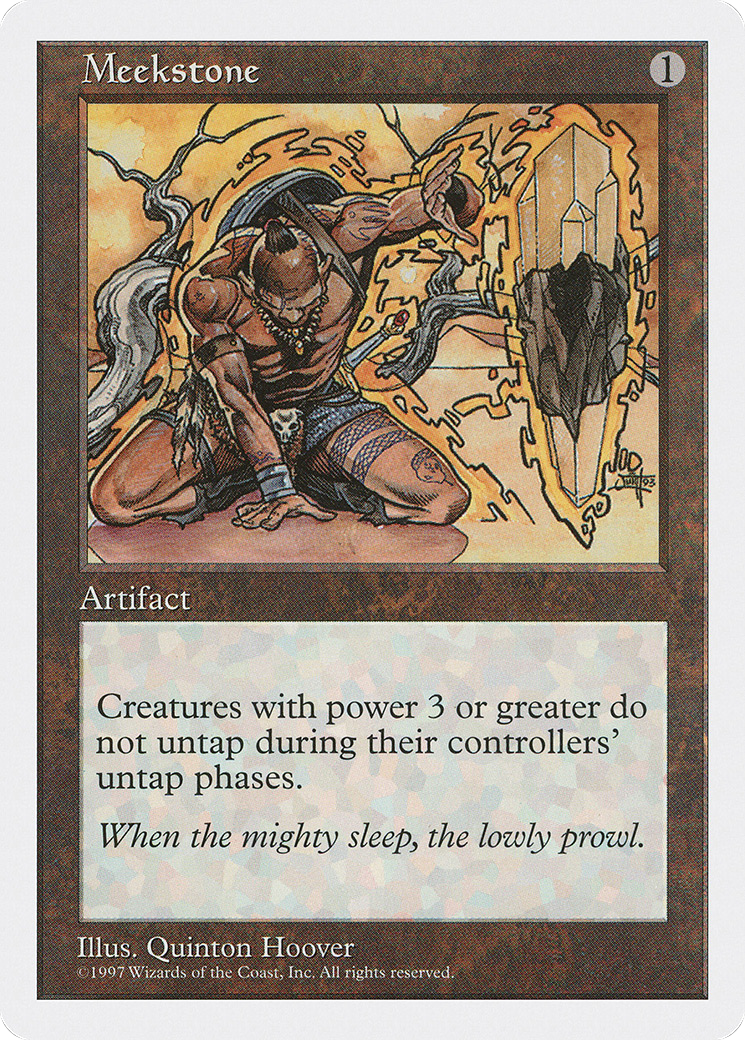 Meekstone
1
Artifact
Creatures with power 3 or greater do
not untap during their controllers’
untap phases.
When the mighty sleep, the lowly prowl.
Illus. Quinton Hoover
©1997 Wizards of the Coast, Inc. All rights reserved.